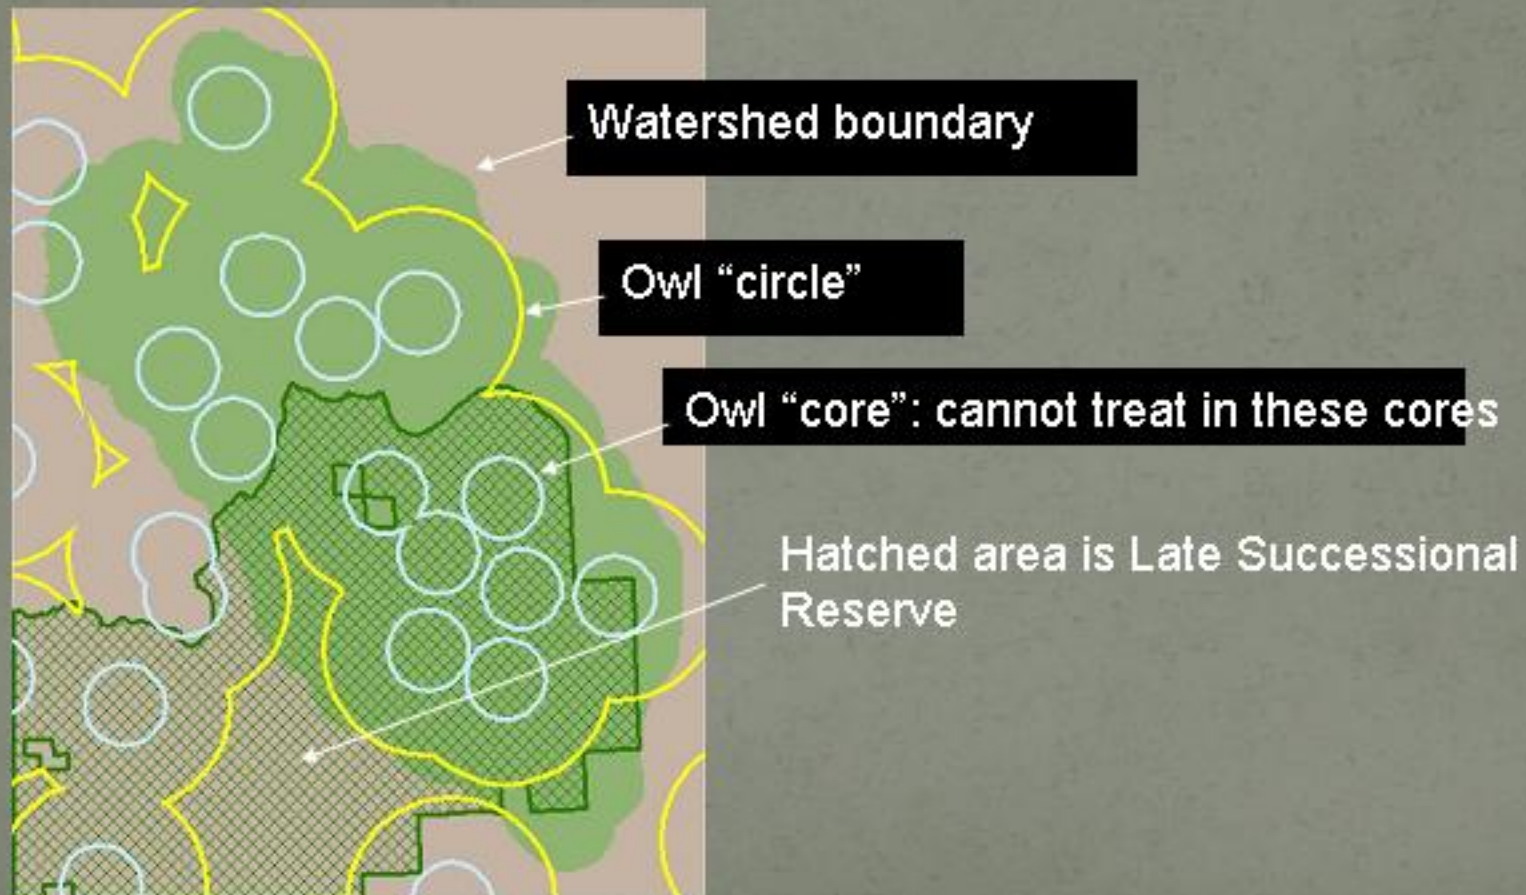 Watershed boundary
Owl “circle”
Owl “core”: cannot treat in these cores
Hatched area is Late Successional
Reserve